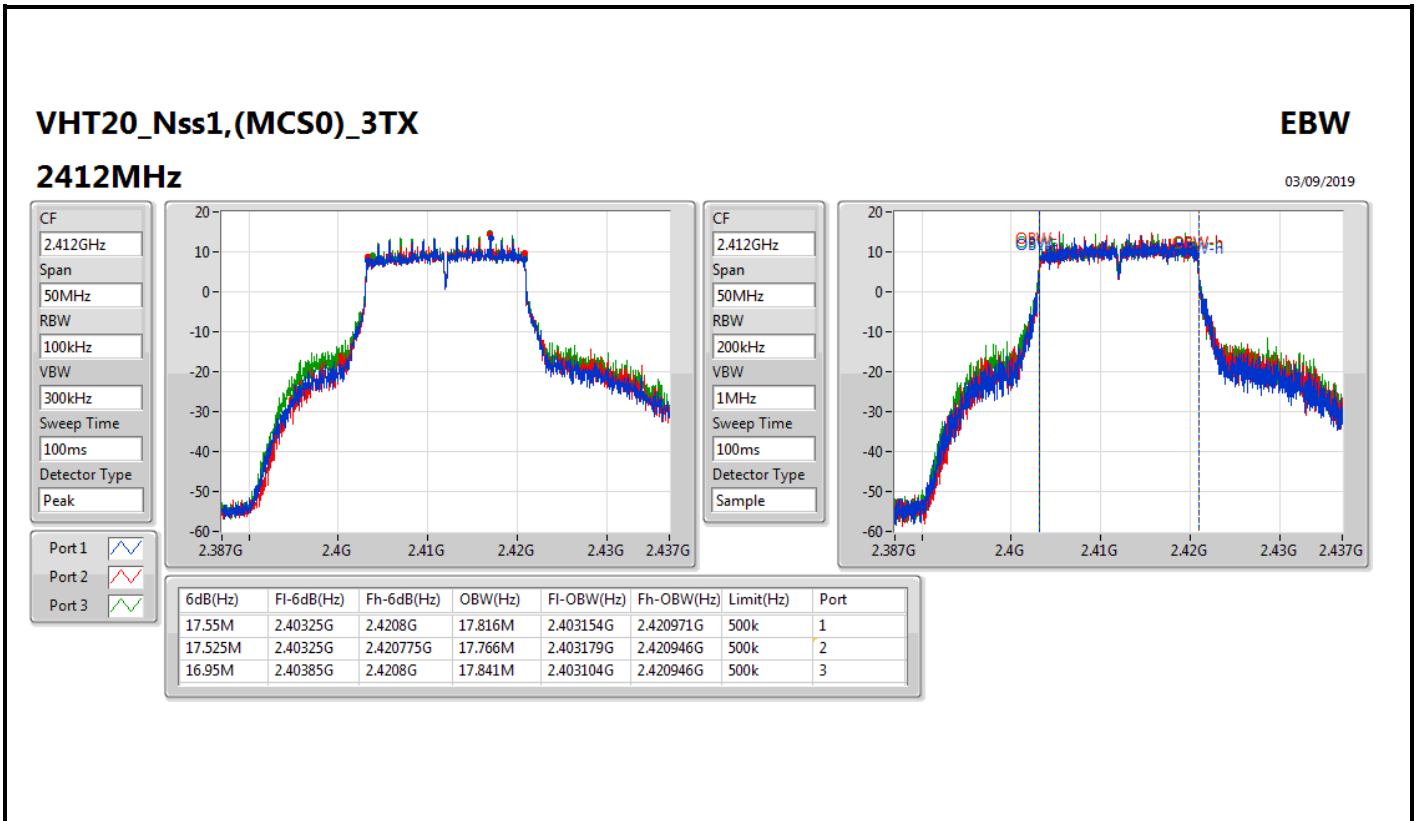 VHT20_Nss1,(MCS0)_3TX
EBW
2412MHz
03/09/2019
CF
2.412GHz
Span
50MHz
RBW
100kHz
VBW
300kHz
Sweep Time
100ms
Detector Type
Peak
Port 1
Port 2
Port 3
20
10
0
-10
-20
-30
-40
-50
-60
2.387G 2.4G 2.41G 2.42G 2.43G 2.437G
CF
2.412GHz
Span
50MHz
RBW
200kHz
VBW
1MHz
Sweep Time
100ms
Detector Type
Sample
20
10
0
-10
-20
-30
-40
-50
-60
OBW-h
2.387G 2.4G 2.41G 2.42G 2.43G 2.437G
6dB(Hz) Fl-6dB(Hz) Fh-6dB(Hz) OBW(Hz) Fl-OBW(Hz) Fh-OBW(Hz) Limit(Hz) Port
17.55M 2.40325G 2.4208G 17.816M 2.403154G 2.420971G 500k 1
17.525M 2.40325G 2.420775G 17.766M 2.403179G 2.420946G 500k 2
16.95M 2.40385G 2.4208G 17.841M 2.403104G 2.420946G 500k 3